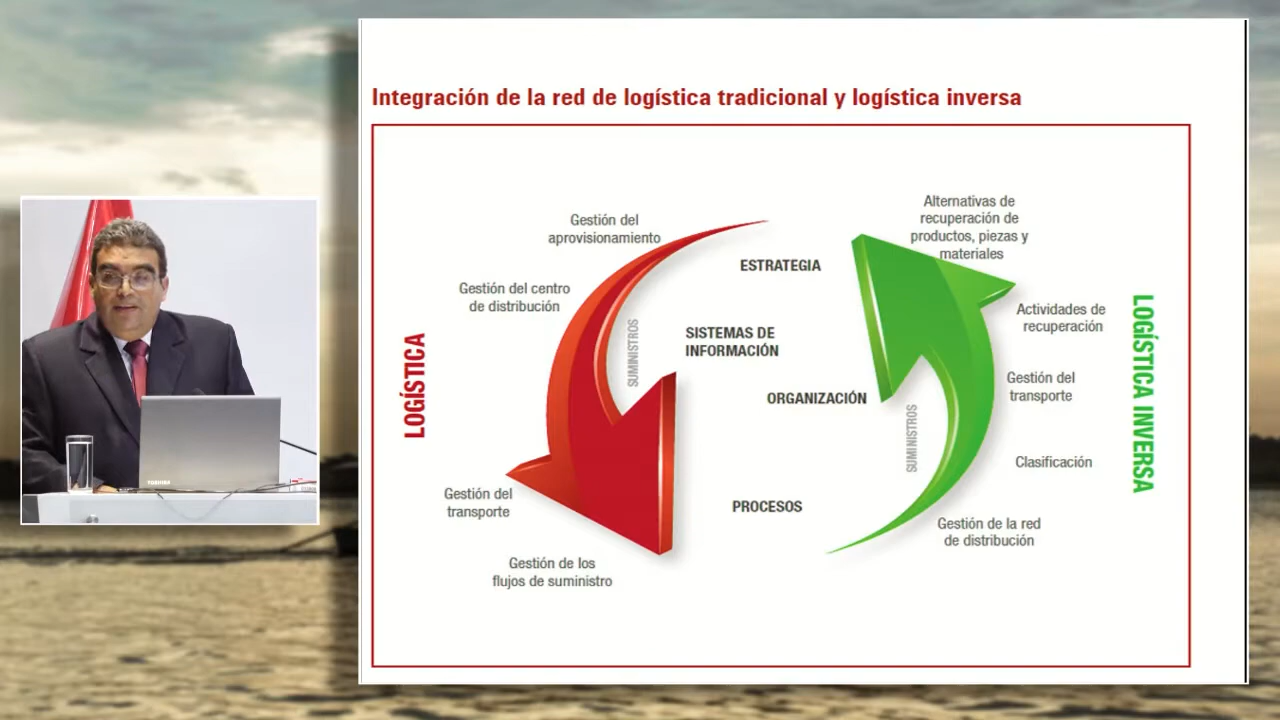 Integración de la red de logística tradicional y logística inversa
Gestión del
aprovisionamiento
Gestión del centro
de distribución
LOGÍSTICA
SUMINISTROS
Gestión del
transporte
Gestión de los
flujos de suministro
ESTRATEGIA
SISTEMAS DE
INFORMACIÓN
ORGANIZACIÓN
PROCESOS
Alternativas de
recuperación de
productos, piezas y
materiales
Actividades de
recuperación
Gestión del
transporte
SUMINISTROS
Clasificación
Gestión de la red
de distribución
LOGÍSTICA INVERSA
TOSHIBA